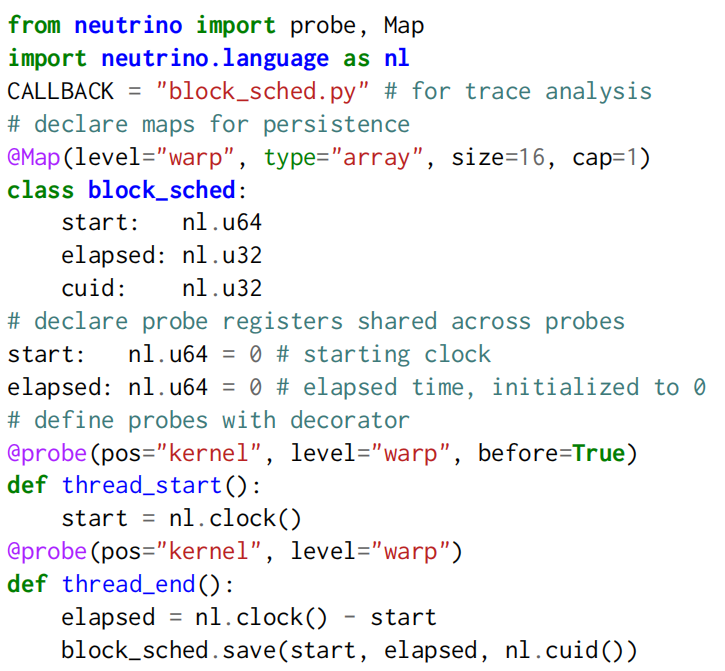 from neutrino import probe, Map
import neutrino.language as nl
CALLBACK = "block_sched.py" # for trace analysis
# declare maps for persistence
@Map(level="warp", type="array", size=16, cap=1)
class block_sched:
    start:   nl.u64
    elapsed: nl.u32
    cuid:    nl.u32
# declare probe registers shared across probes
start:   nl.u64 = 0 # starting clock
elapsed: nl.u64 = 0 # elapsed time, initialized to 0
# define probes with decorator
@probe(pos="kernel", level="warp", before=True)
def thread_start():
    start = nl.clock()
@probe(pos="kernel", level="warp")
def thread_end():
    elapsed = nl.clock() - start
    block_sched.save(start, elapsed, nl.cuid())